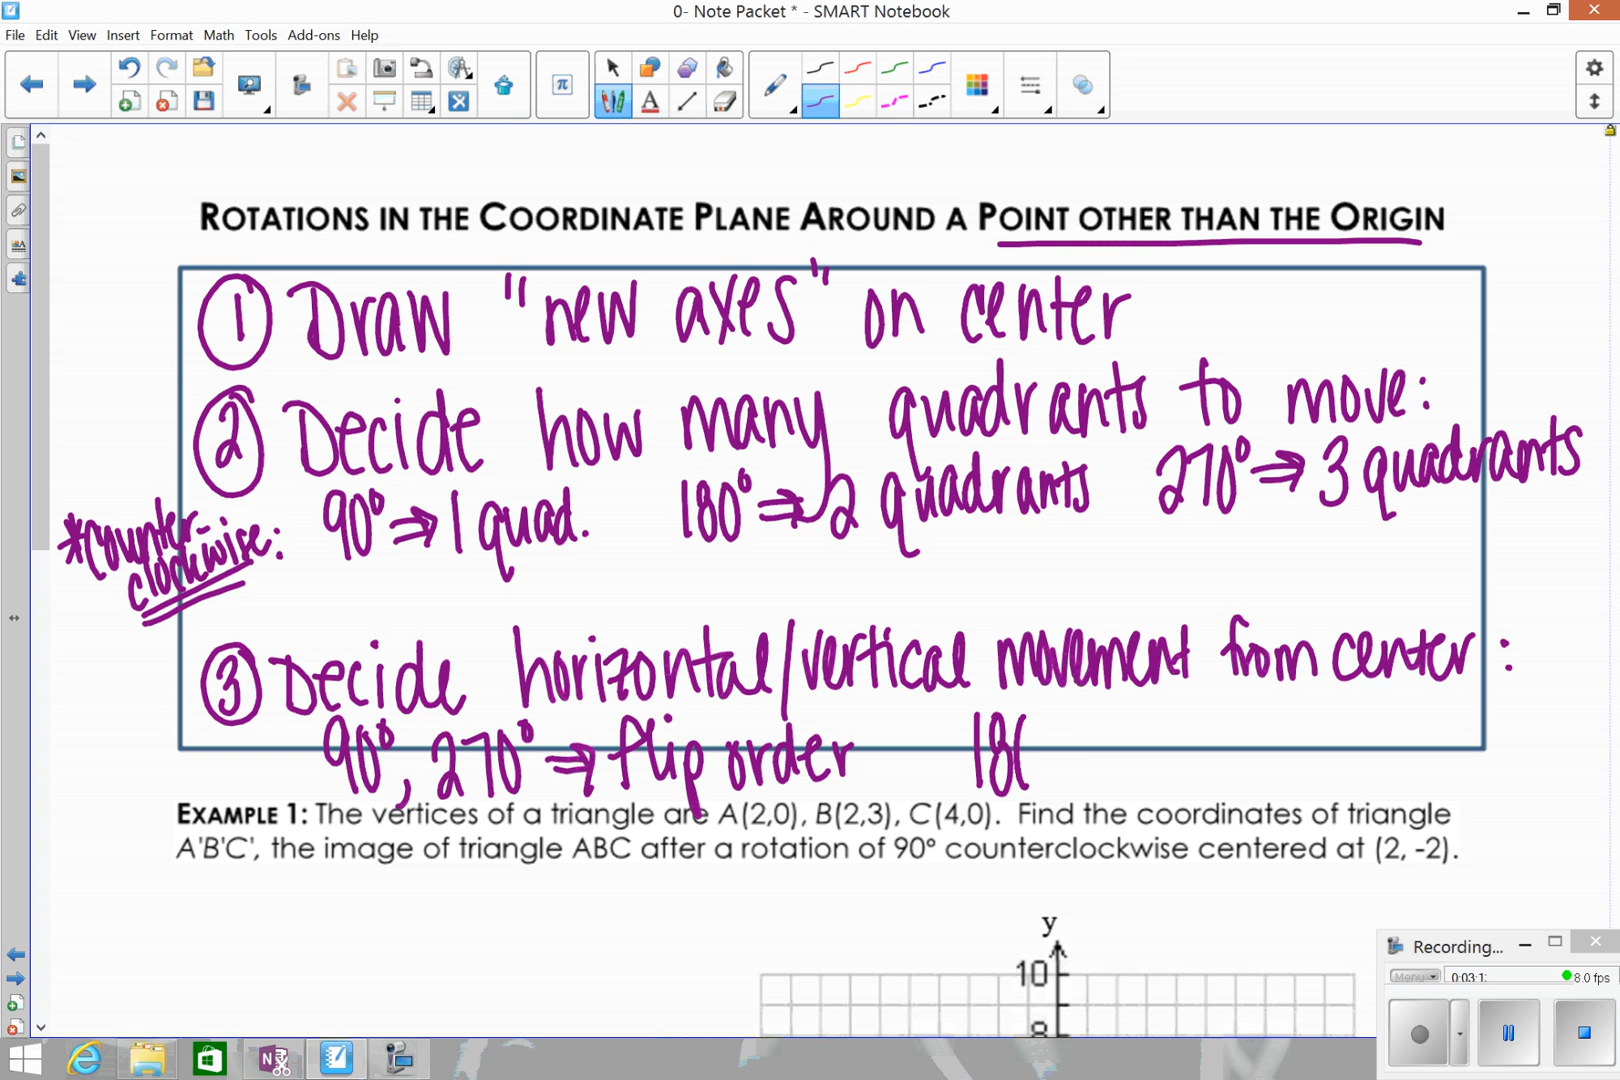 0- Note Packet * - SMART Notebook
File Edit View Insert Format Math Tools Add-ons Help
π
A
ROTATIONS IN THE COORDINATE PLANE AROUND A POINT OTHER THAN THE ORIGIN
① Draw "new axes" on center
② Decide how many quadrants to move:
*counter-clockwise: 90° ⇒ 1 quad. 180° ⇒ 2 quadrants 270° ⇒ 3 quadrants
③ Decide horizontal/vertical movement from center:
90°, 270° ⇒ flip order 180
EXAMPLE 1: The vertices of a triangle are A(2,0), B(2,3), C(4,0). Find the coordinates of triangle
A'B'C', the image of triangle ABC after a rotation of 90° counterclockwise centered at (2, -2).
y
10
8
Recording...
Menu 0:03:1 8.0 fps